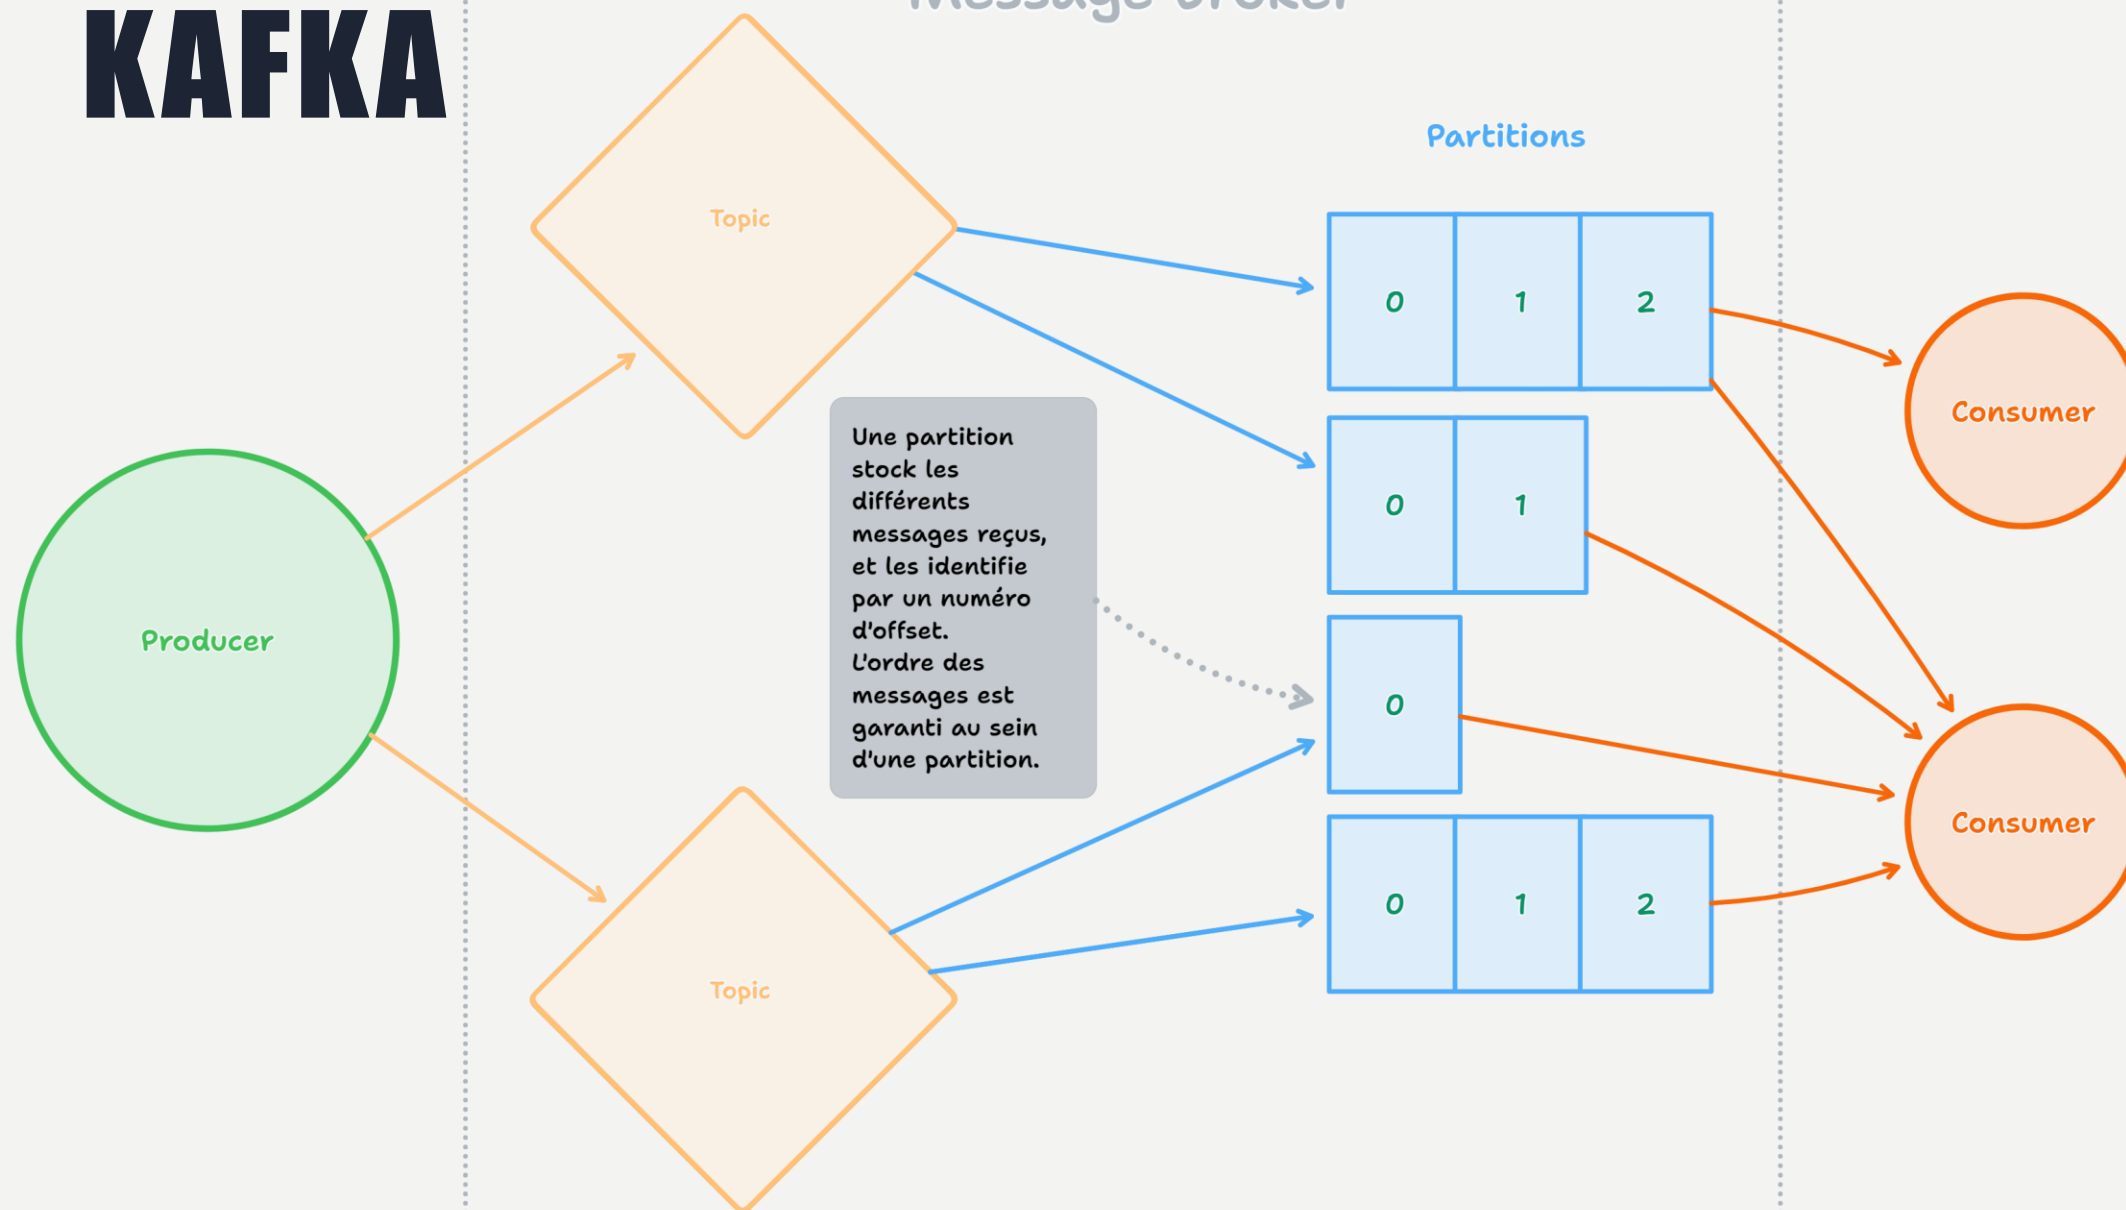 KAFKA
Message broker
Partitions
Topic
0 1 2
Consumer
Une partition
stock les
différents
messages reçus,
et les identifie
par un numéro
d'offset.
L'ordre des
messages est
garanti au sein
d'une partition.
0 1
Producer
0
Consumer
0 1 2
Topic